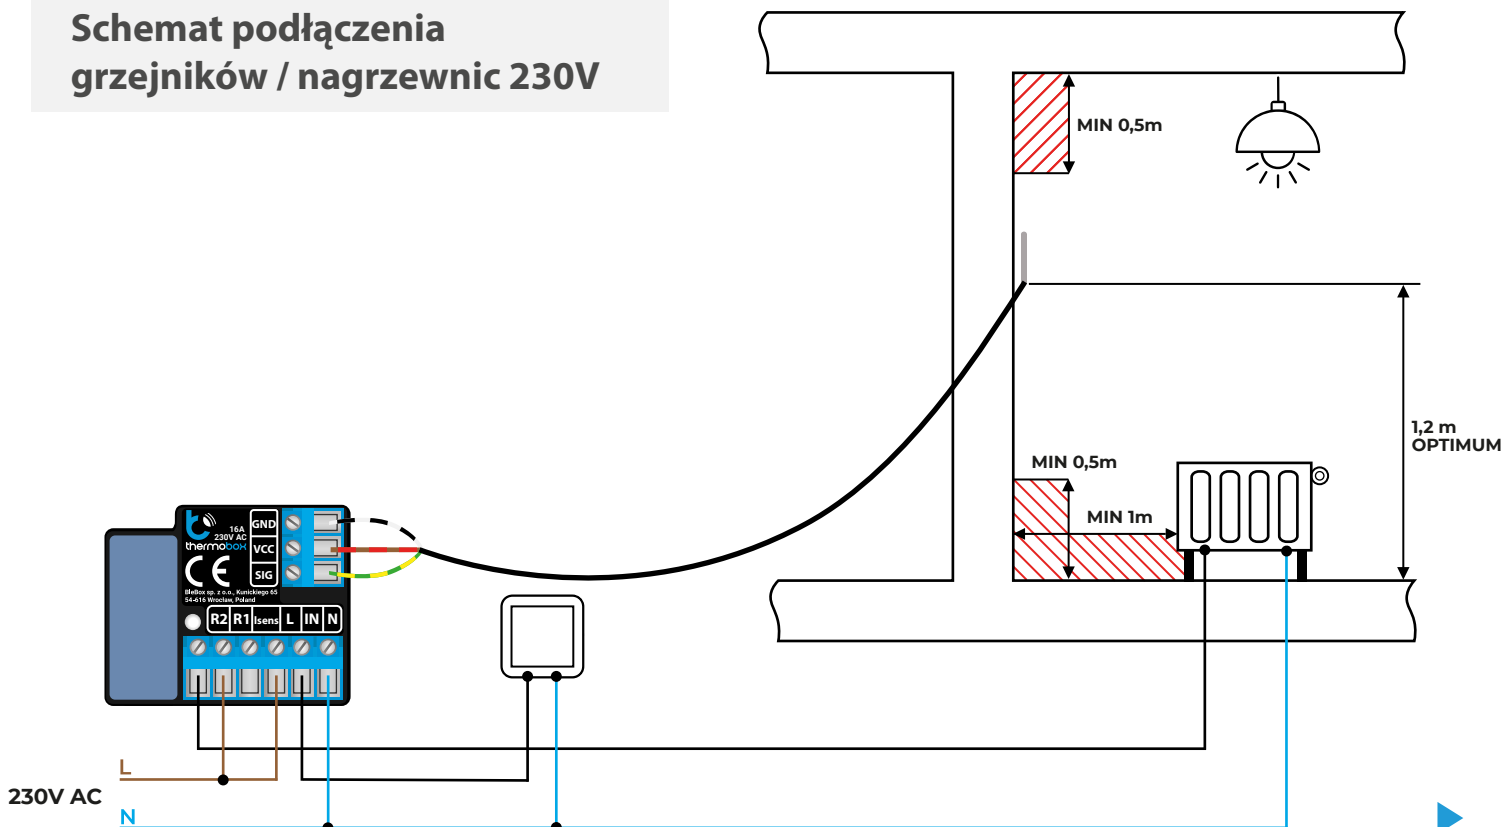 Schemat podłączenia
grzejników / nagrzewnic 230V
MIN 0,5m
1,2 m
OPTIMUM
MIN 0,5m
MIN 1m
16A
230V AC
thermobox
GND
VCC
SIG
CE
BleBox sp. z o.o., Kunickiego 65
54-616 Wrocław, Poland
R2 R1 Isens L IN N
L
230V AC
N